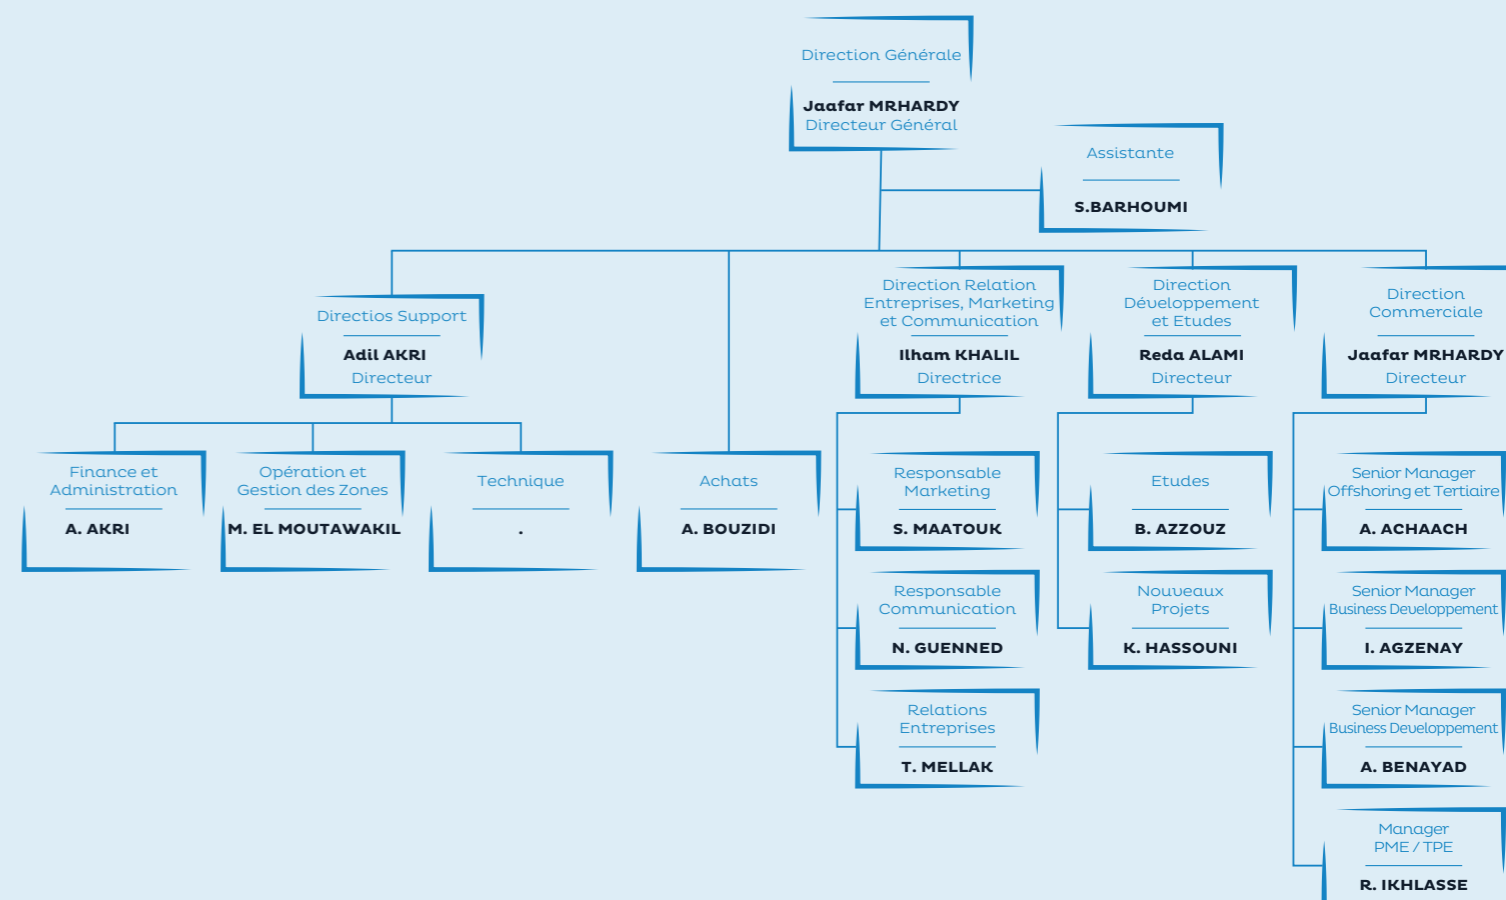 Direction Générale
Jaafar MRHARDY
Directeur Général
Assistante
S.BARHOUMI
Directios Support
Adil AKRI
Directeur
Direction Relation
Entreprises, Marketing
et Communication
Ilham KHALIL
Directrice
Direction
Développement
et Etudes
Reda ALAMI
Directeur
Direction
Commerciale
Jaafar MRHARDY
Directeur
Finance et
Administration
A. AKRI
Opération et
Gestion des Zones
M. EL MOUTAWAKIL
Technique
.
Achats
A. BOUZIDI
Responsable
Marketing
S. MAATOUK
Responsable
Communication
N. GUENNED
Relations
Entreprises
T. MELLAK
Etudes
B. AZZOUZ
Nouveaux
Projets
K. HASSOUNI
Senior Manager
Offshoring et Tertiaire
A. ACHAACH
Senior Manager
Business Developpement
I. AGZENAY
Senior Manager
Business Developpement
A. BENAYAD
Manager
PME / TPE
R. IKHLASSE